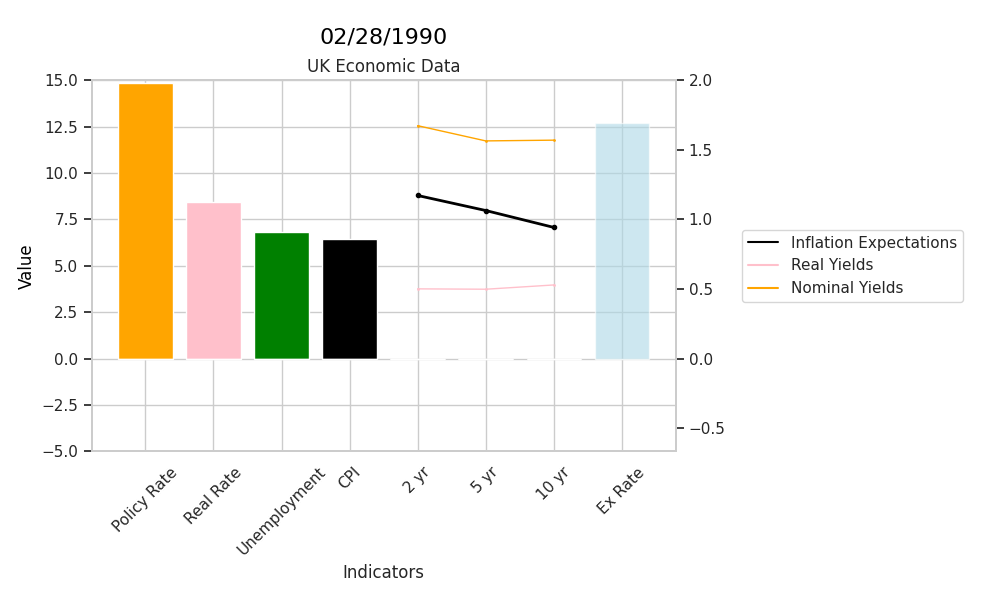 02/28/1990
UK Economic Data
15.0
12.5
10.0
7.5
5.0
2.5
0.0
−2.5
−5.0
Value
2.0
1.5
1.0
0.5
0.0
−0.5
Inflation Expectations
Real Yields
Nominal Yields
Policy Rate
Real Rate
Unemployment
CPI
2 yr
5 yr
10 yr
Ex Rate
Indicators